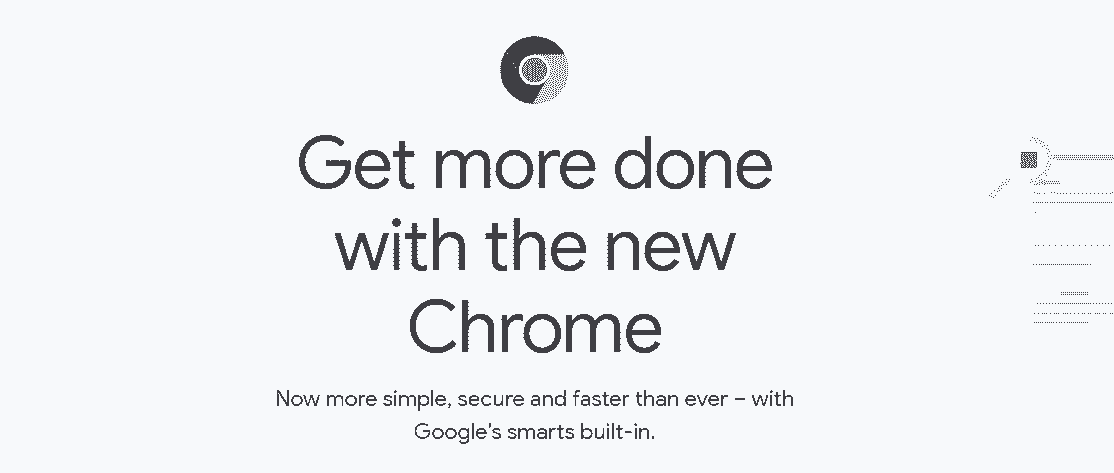 Get more done
with the new
Chrome
Now more simple, secure and faster than ever – with
Google's smarts built-in.